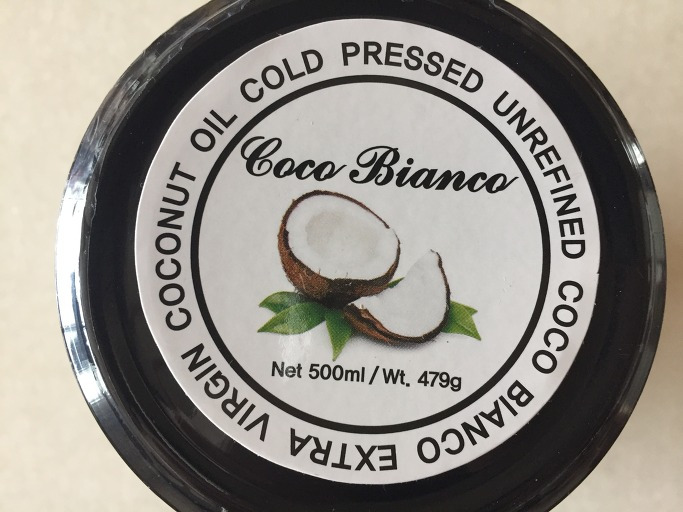 COCO BIANCO EXTRA VIRGIN COCONUT OIL COLD PRESSED UNREFINED
Coco Bianco
Net 500ml / Wt. 479g